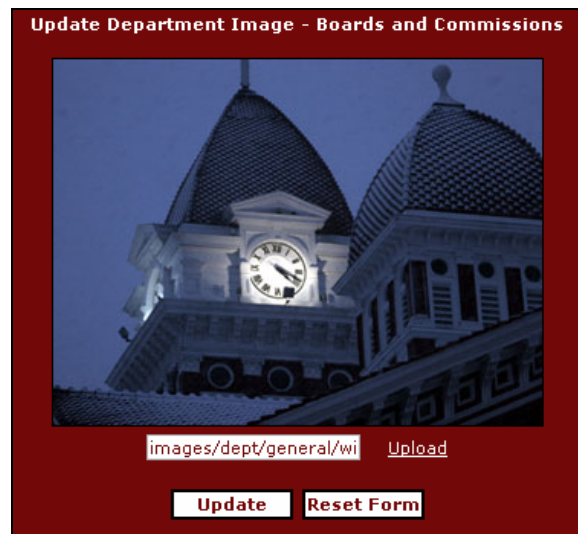 Update Department Image - Boards and Commissions
images/dept/general/wi Upload
Update Reset Form